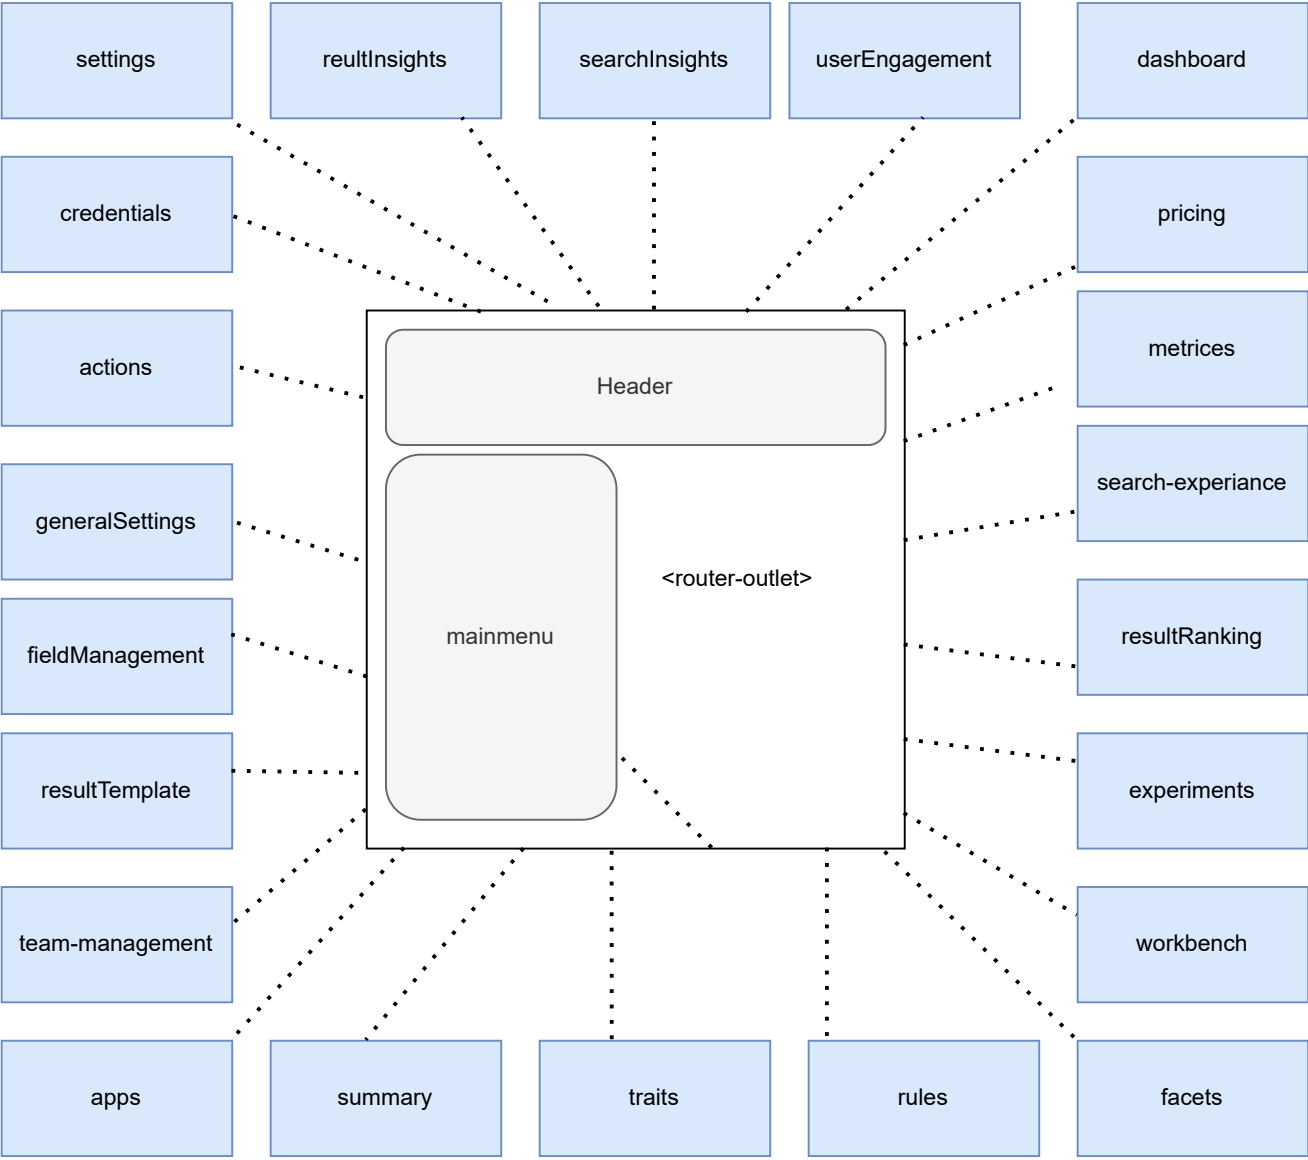 settings
reultInsights
searchInsights
userEngagement
dashboard
credentials
pricing
metrices
actions
Header
search-experiance
generalSettings
<router-outlet>
mainmenu
resultRanking
fieldManagement
resultTemplate
experiments
team-management
workbench
apps
summary
traits
rules
facets